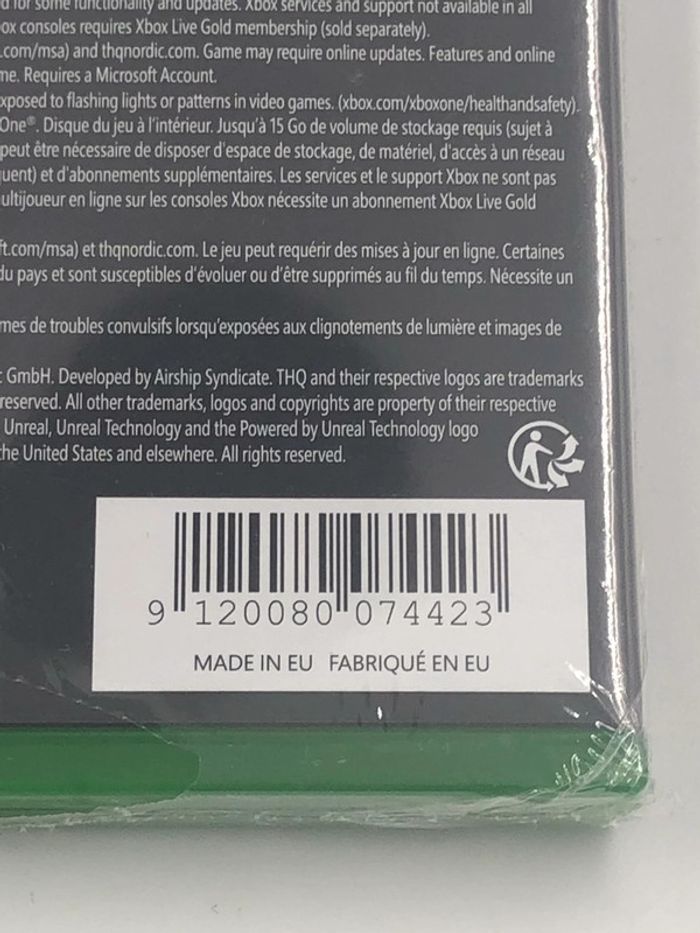 d for some functionality and updates. Xbox services and support not available in all
ox consoles requires Xbox Live Gold membership (sold separately).
.com/msa) and thqnordic.com. Game may require online updates. Features and online
me. Requires a Microsoft Account.
xposed to flashing lights or patterns in video games. (xbox.com/xboxone/healthandsafety).
One®. Disque du jeu à l'intérieur. Jusqu'à 15 Go de volume de stockage requis (sujet à
peut être nécessaire de disposer d'espace de stockage, de matériel, d'accès à un réseau
uent) et d'abonnements supplémentaires. Les services et le support Xbox ne sont pas
ultijoueur en ligne sur les consoles Xbox nécessite un abonnement Xbox Live Gold
ft.com/msa) et thqnordic.com. Le jeu peut requérir des mises à jour en ligne. Certaines
du pays et sont susceptibles d'évoluer ou d'être supprimés au fil du temps. Nécessite un
mes de troubles convulsifs lorsqu'exposées aux clignotements de lumière et images de
t GmbH. Developed by Airship Syndicate. THQ and their respective logos are trademarks
reserved. All other trademarks, logos and copyrights are property of their respective
Unreal, Unreal Technology and the Powered by Unreal Technology logo
the United States and elsewhere. All rights reserved.
9 120080 074423
MADE IN EU FABRIQUÉ EN EU